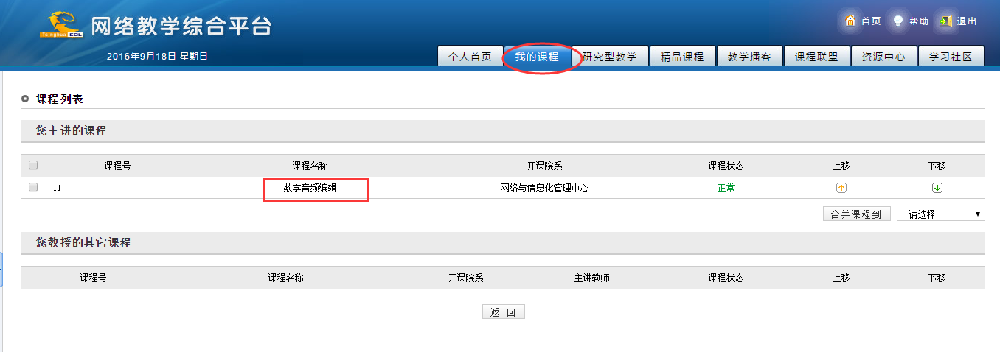 Tsinghua EOL
网络教学综合平台
首页 帮助 退出
2016年9月18日 星期日
个人首页 我的课程 研究型教学 精品课程 教学播客 课程联盟 资源中心 学习社区
课程列表
您主讲的课程
课程号 课程名称 开课院系 课程状态 上移 下移
11 数字音频编辑 网络与信息化管理中心 正常
合并课程到 --请选择--
您教授的其它课程
课程号 课程名称 开课院系 主讲教师 课程状态 上移 下移
返 回